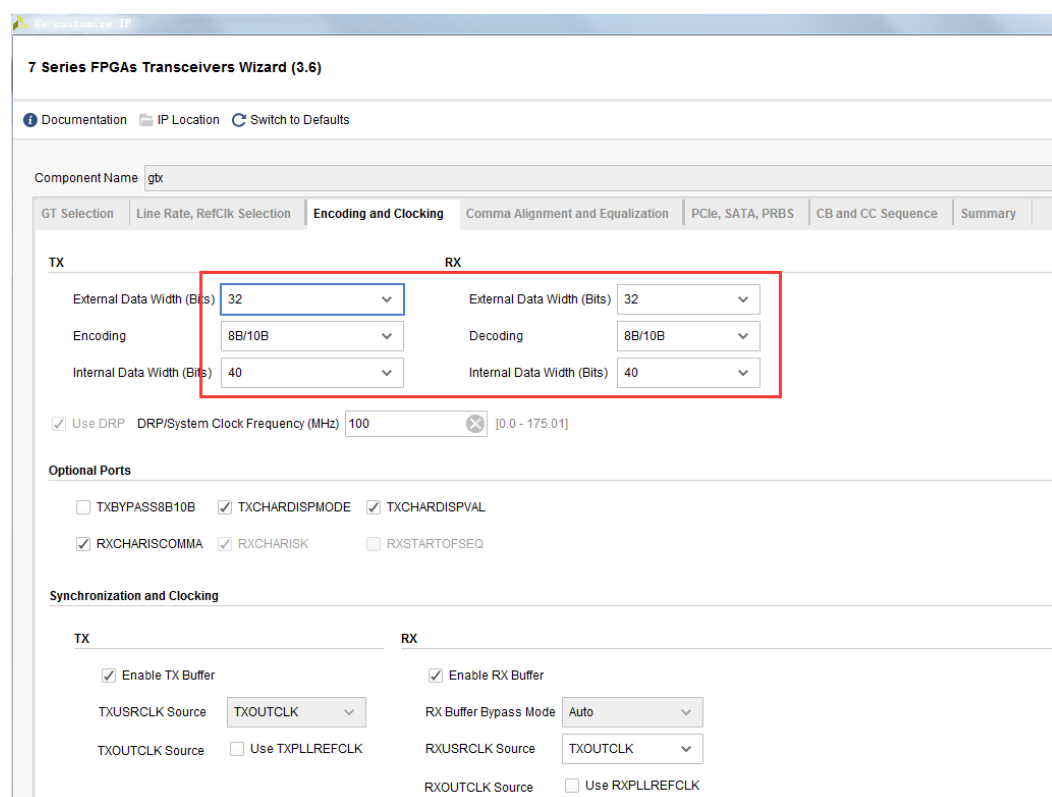 Re-customize IP
7 Series FPGAs Transceivers Wizard (3.6)
Documentation IP Location Switch to Defaults
Component Name gtx
GT Selection Line Rate, RefClk Selection Encoding and Clocking Comma Alignment and Equalization PCIe, SATA, PRBS CB and CC Sequence Summary
TX RX
External Data Width (Bits) 32 External Data Width (Bits) 32
Encoding 8B/10B Decoding 8B/10B
Internal Data Width (Bits) 40 Internal Data Width (Bits) 40
Use DRP DRP/System Clock Frequency (MHz) 100 [0.0 - 175.01]
Optional Ports
TXBYPASS8B10B TXCHARDISPMODE TXCHARDISPVAL
RXCHARISCOMMA RXCHARISK RXSTARTOFSEQ
Synchronization and Clocking
TX RX
Enable TX Buffer Enable RX Buffer
TXUSRCLK Source TXOUTCLK RX Buffer Bypass Mode Auto
TXOUTCLK Source Use TXPLLREFCLK RXUSRCLK Source TXOUTCLK
RXOUTCLK Source Use RXPLLREFCLK